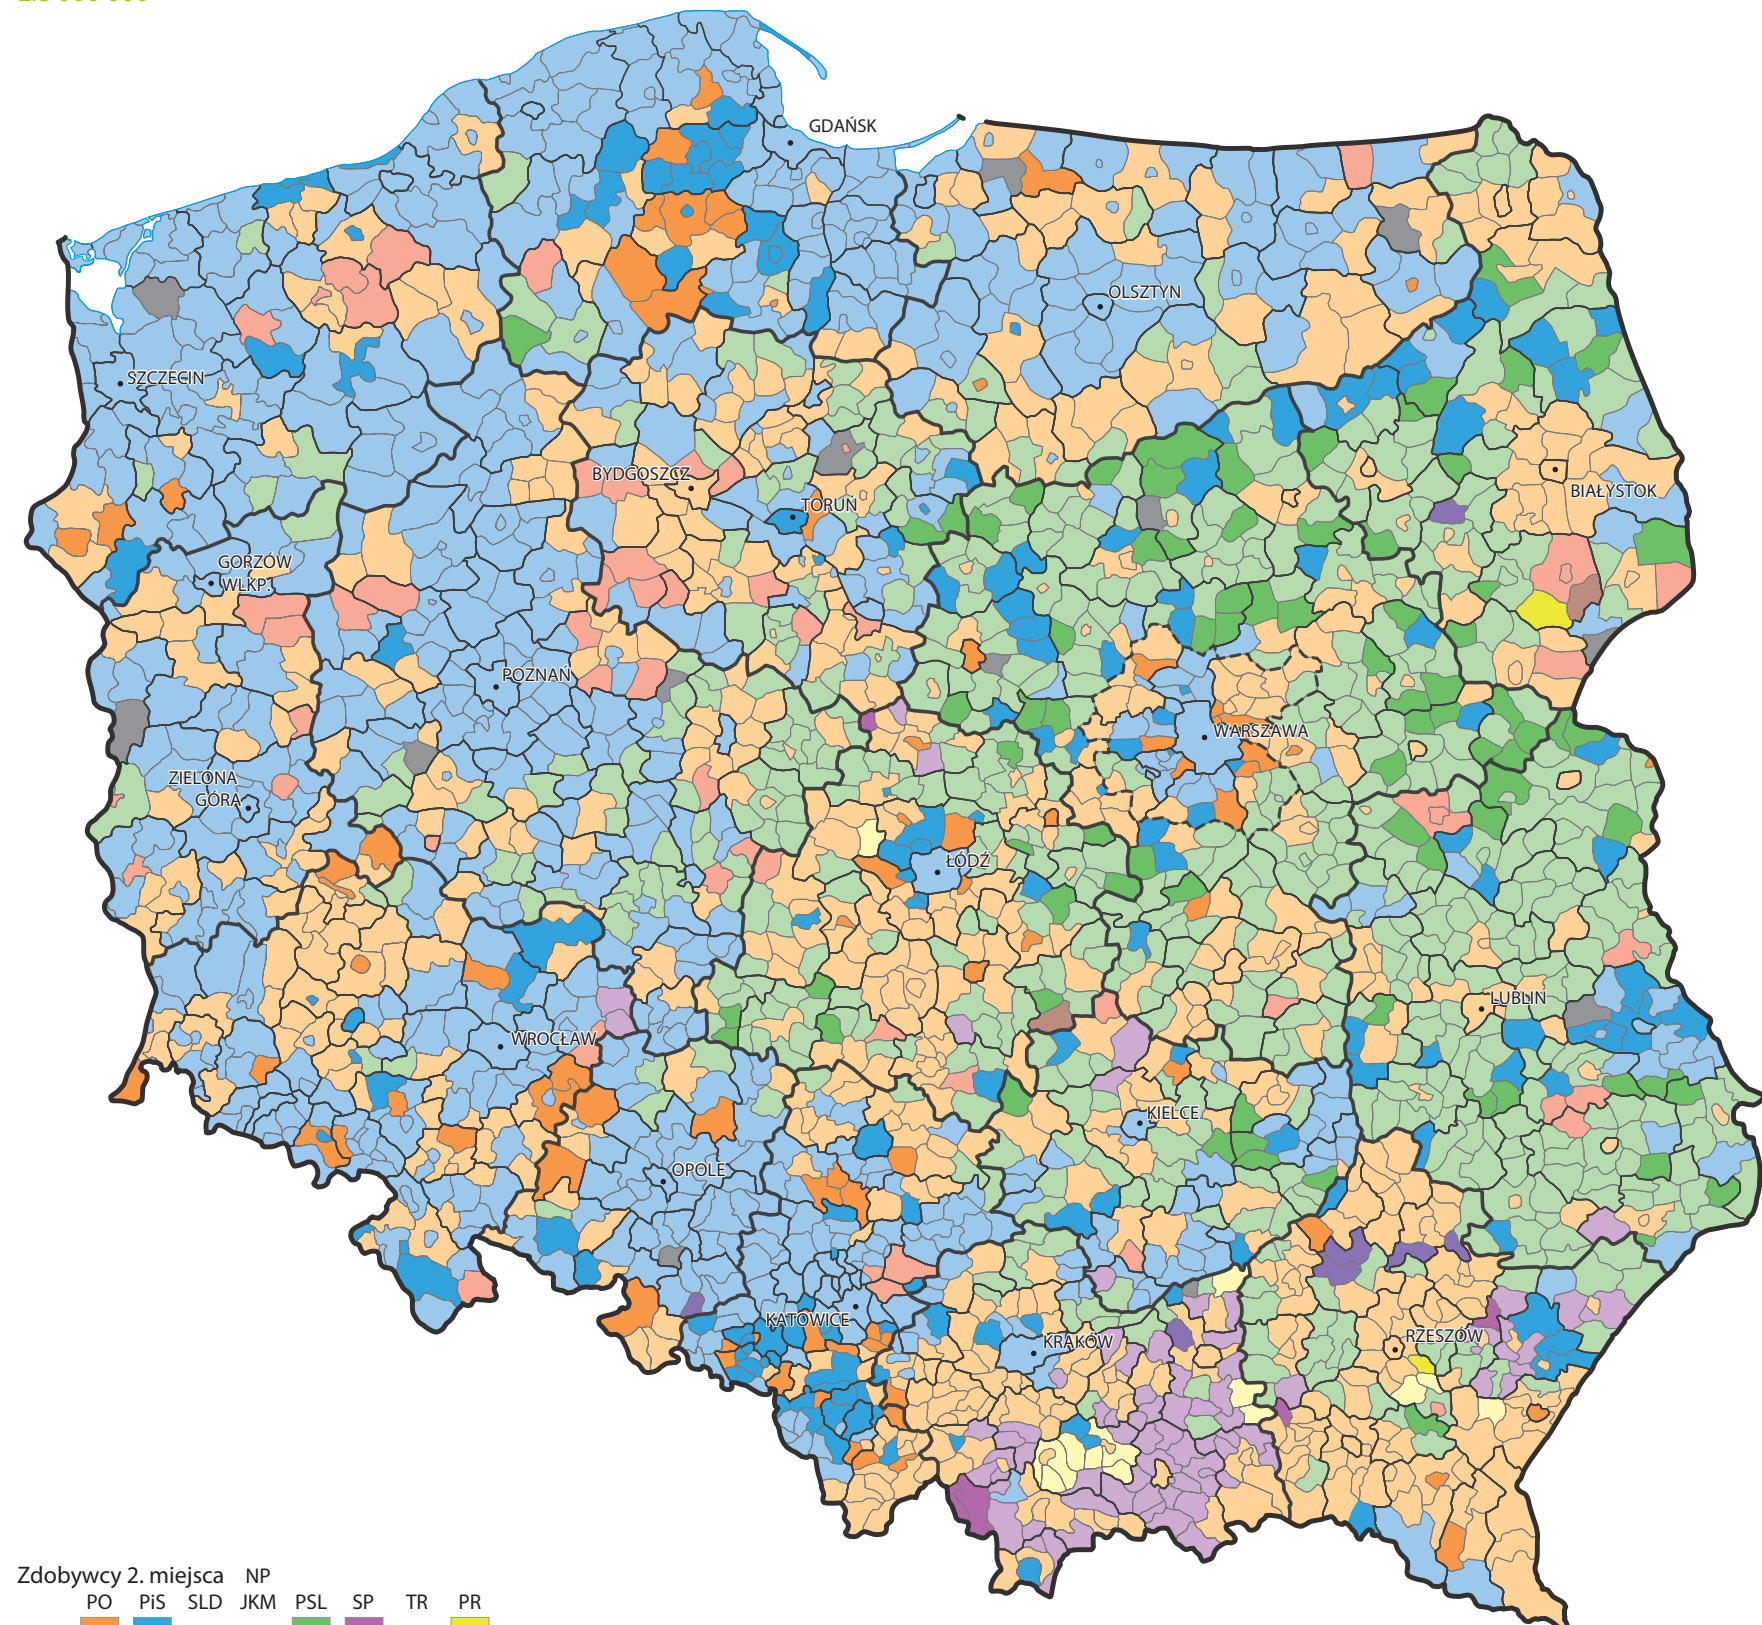 GDAŃSK
OLSZTYN
SZCZECIN
BYDGOSZCZ
TORUŃ
BIAŁYSTOK
GORZÓW
WLKP.
POZNAŃ
WARSZAWA
ZIELONA
GÓRA
ŁÓDŹ
LUBLIN
WROCŁAW
KIELCE
OPOLE
KATOWICE
KRAKÓW
RZESZÓW
Zdobywcy 2. miejsca NP
PO PiS SLD JKM PSL SP TR PR